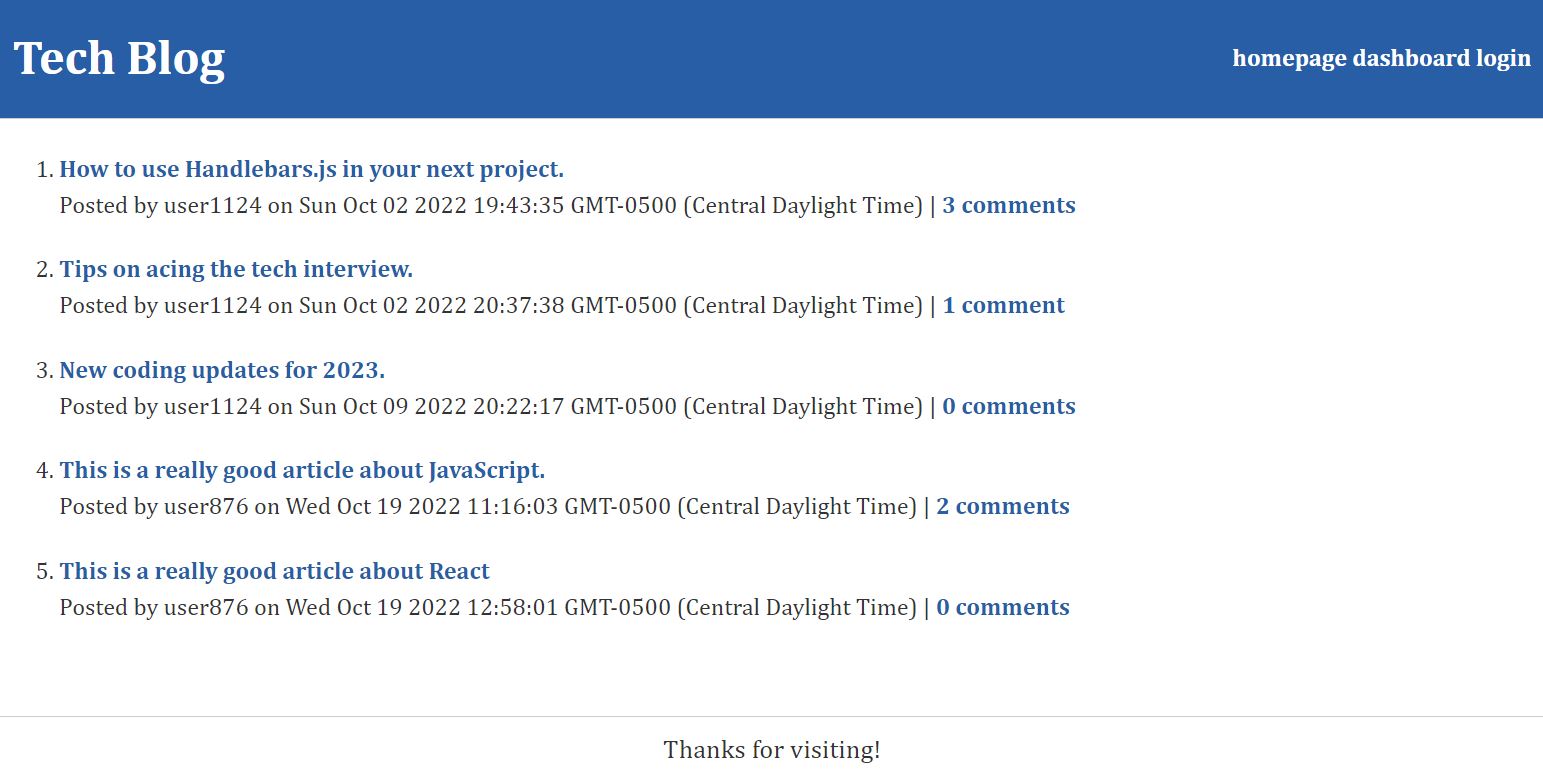 Tech Blog
homepage dashboard login
1. How to use Handlebars.js in your next project.
Posted by user1124 on Sun Oct 02 2022 19:43:35 GMT-0500 (Central Daylight Time) | 3 comments
2. Tips on acing the tech interview.
Posted by user1124 on Sun Oct 02 2022 20:37:38 GMT-0500 (Central Daylight Time) | 1 comment
3. New coding updates for 2023.
Posted by user1124 on Sun Oct 09 2022 20:22:17 GMT-0500 (Central Daylight Time) | 0 comments
4. This is a really good article about JavaScript.
Posted by user876 on Wed Oct 19 2022 11:16:03 GMT-0500 (Central Daylight Time) | 2 comments
5. This is a really good article about React
Posted by user876 on Wed Oct 19 2022 12:58:01 GMT-0500 (Central Daylight Time) | 0 comments
Thanks for visiting!